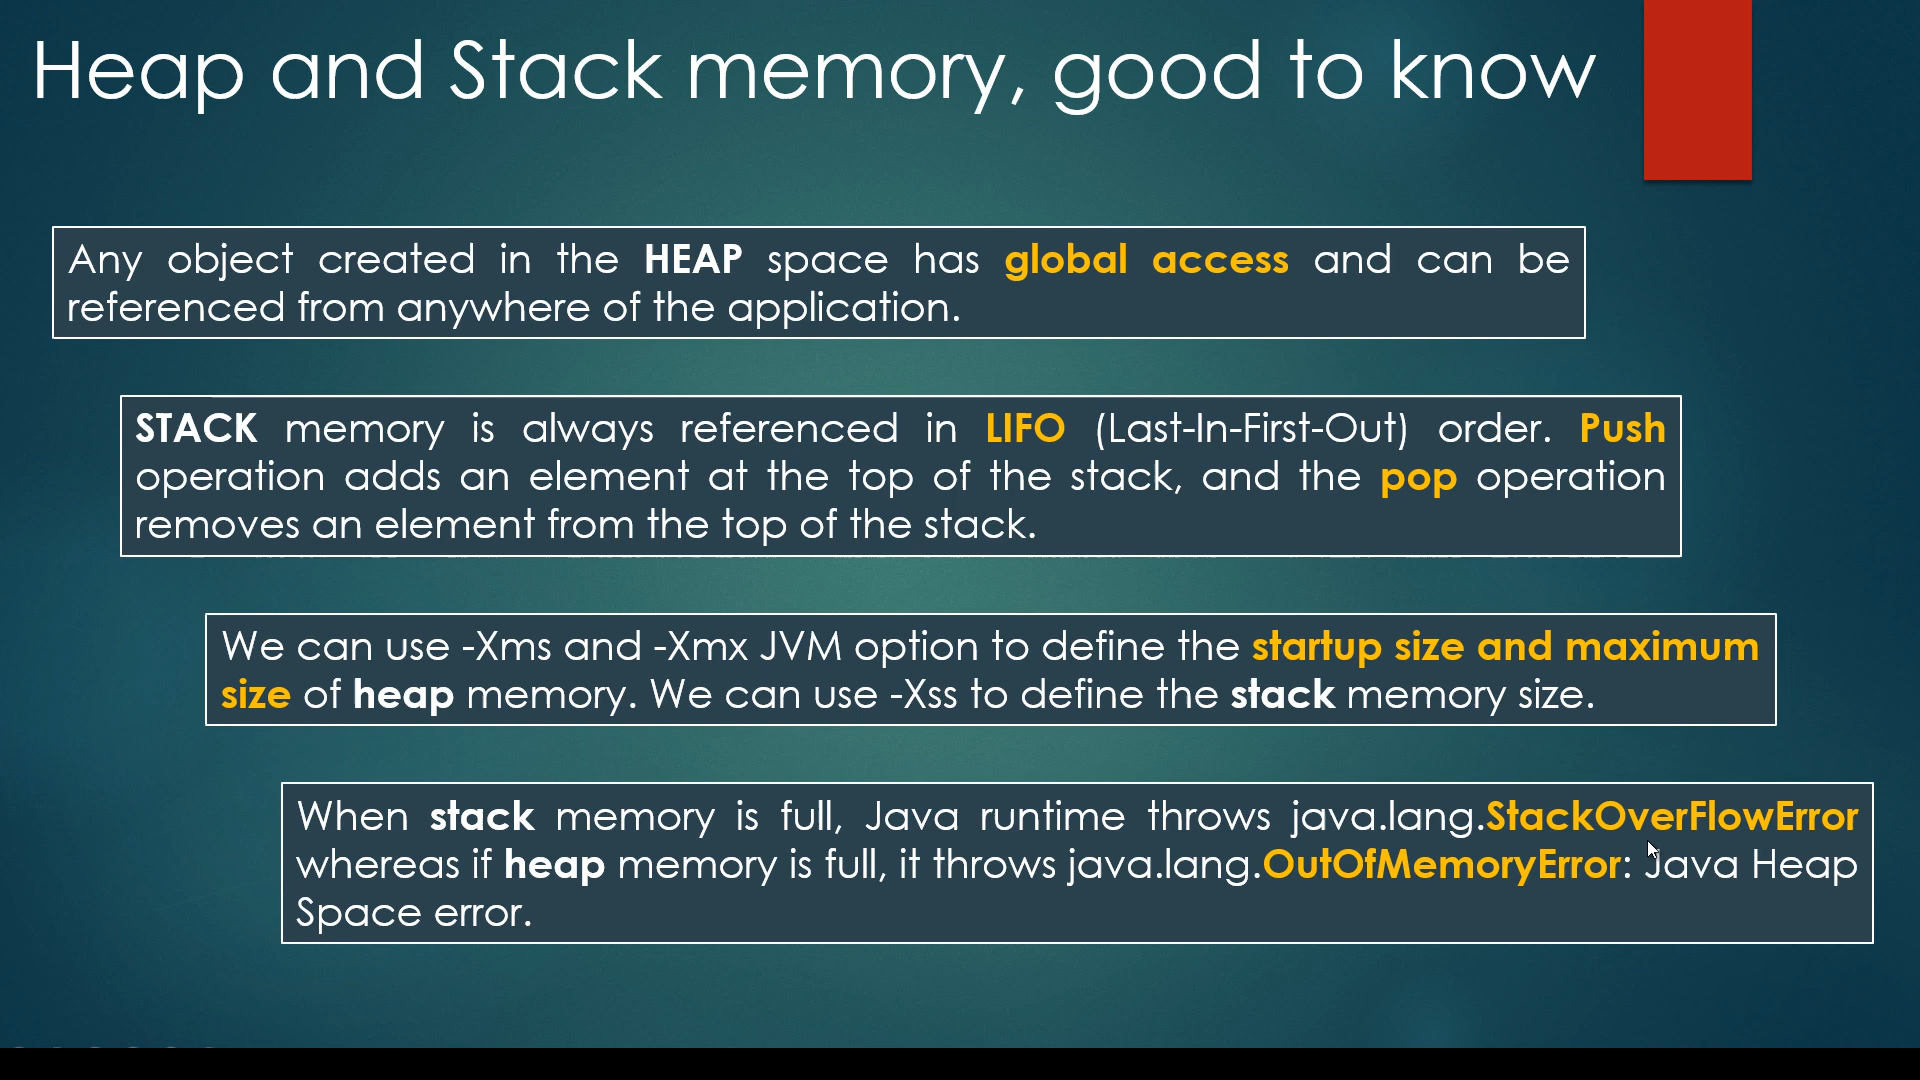 Heap and Stack memory, good to know
Any object created in the HEAP space has global access and can be
referenced from anywhere of the application.
STACK memory is always referenced in LIFO (Last-In-First-Out) order. Push
operation adds an element at the top of the stack, and the pop operation
removes an element from the top of the stack.
We can use -Xms and -Xmx JVM option to define the startup size and maximum
size of heap memory. We can use -Xss to define the stack memory size.
When stack memory is full, Java runtime throws java.lang.StackOverFlowError
whereas if heap memory is full, it throws java.lang.OutOfMemoryError: Java Heap
Space error.